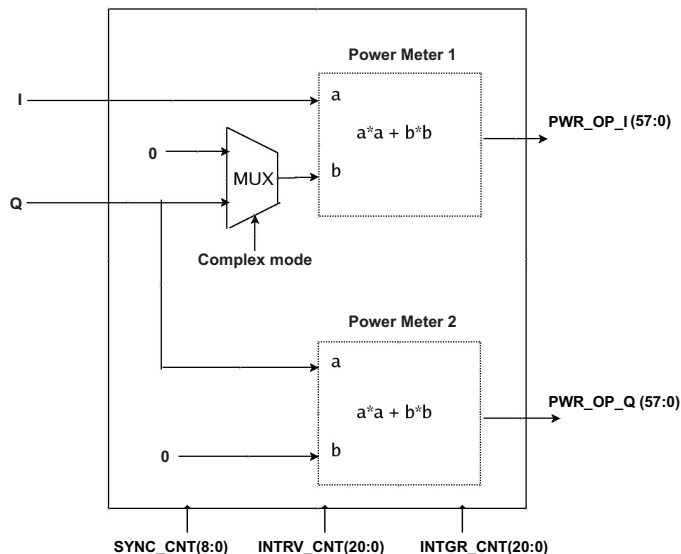 Power Meter 1
I
a
a*a + b*b
PWR_OP_I (57:0)
0
MUX
b
Q
Complex mode
Power Meter 2
a
a*a + b*b
PWR_OP_Q (57:0)
0
b
SYNC_CNT(8:0)
INTRV_CNT(20:0)
INTGR_CNT(20:0)